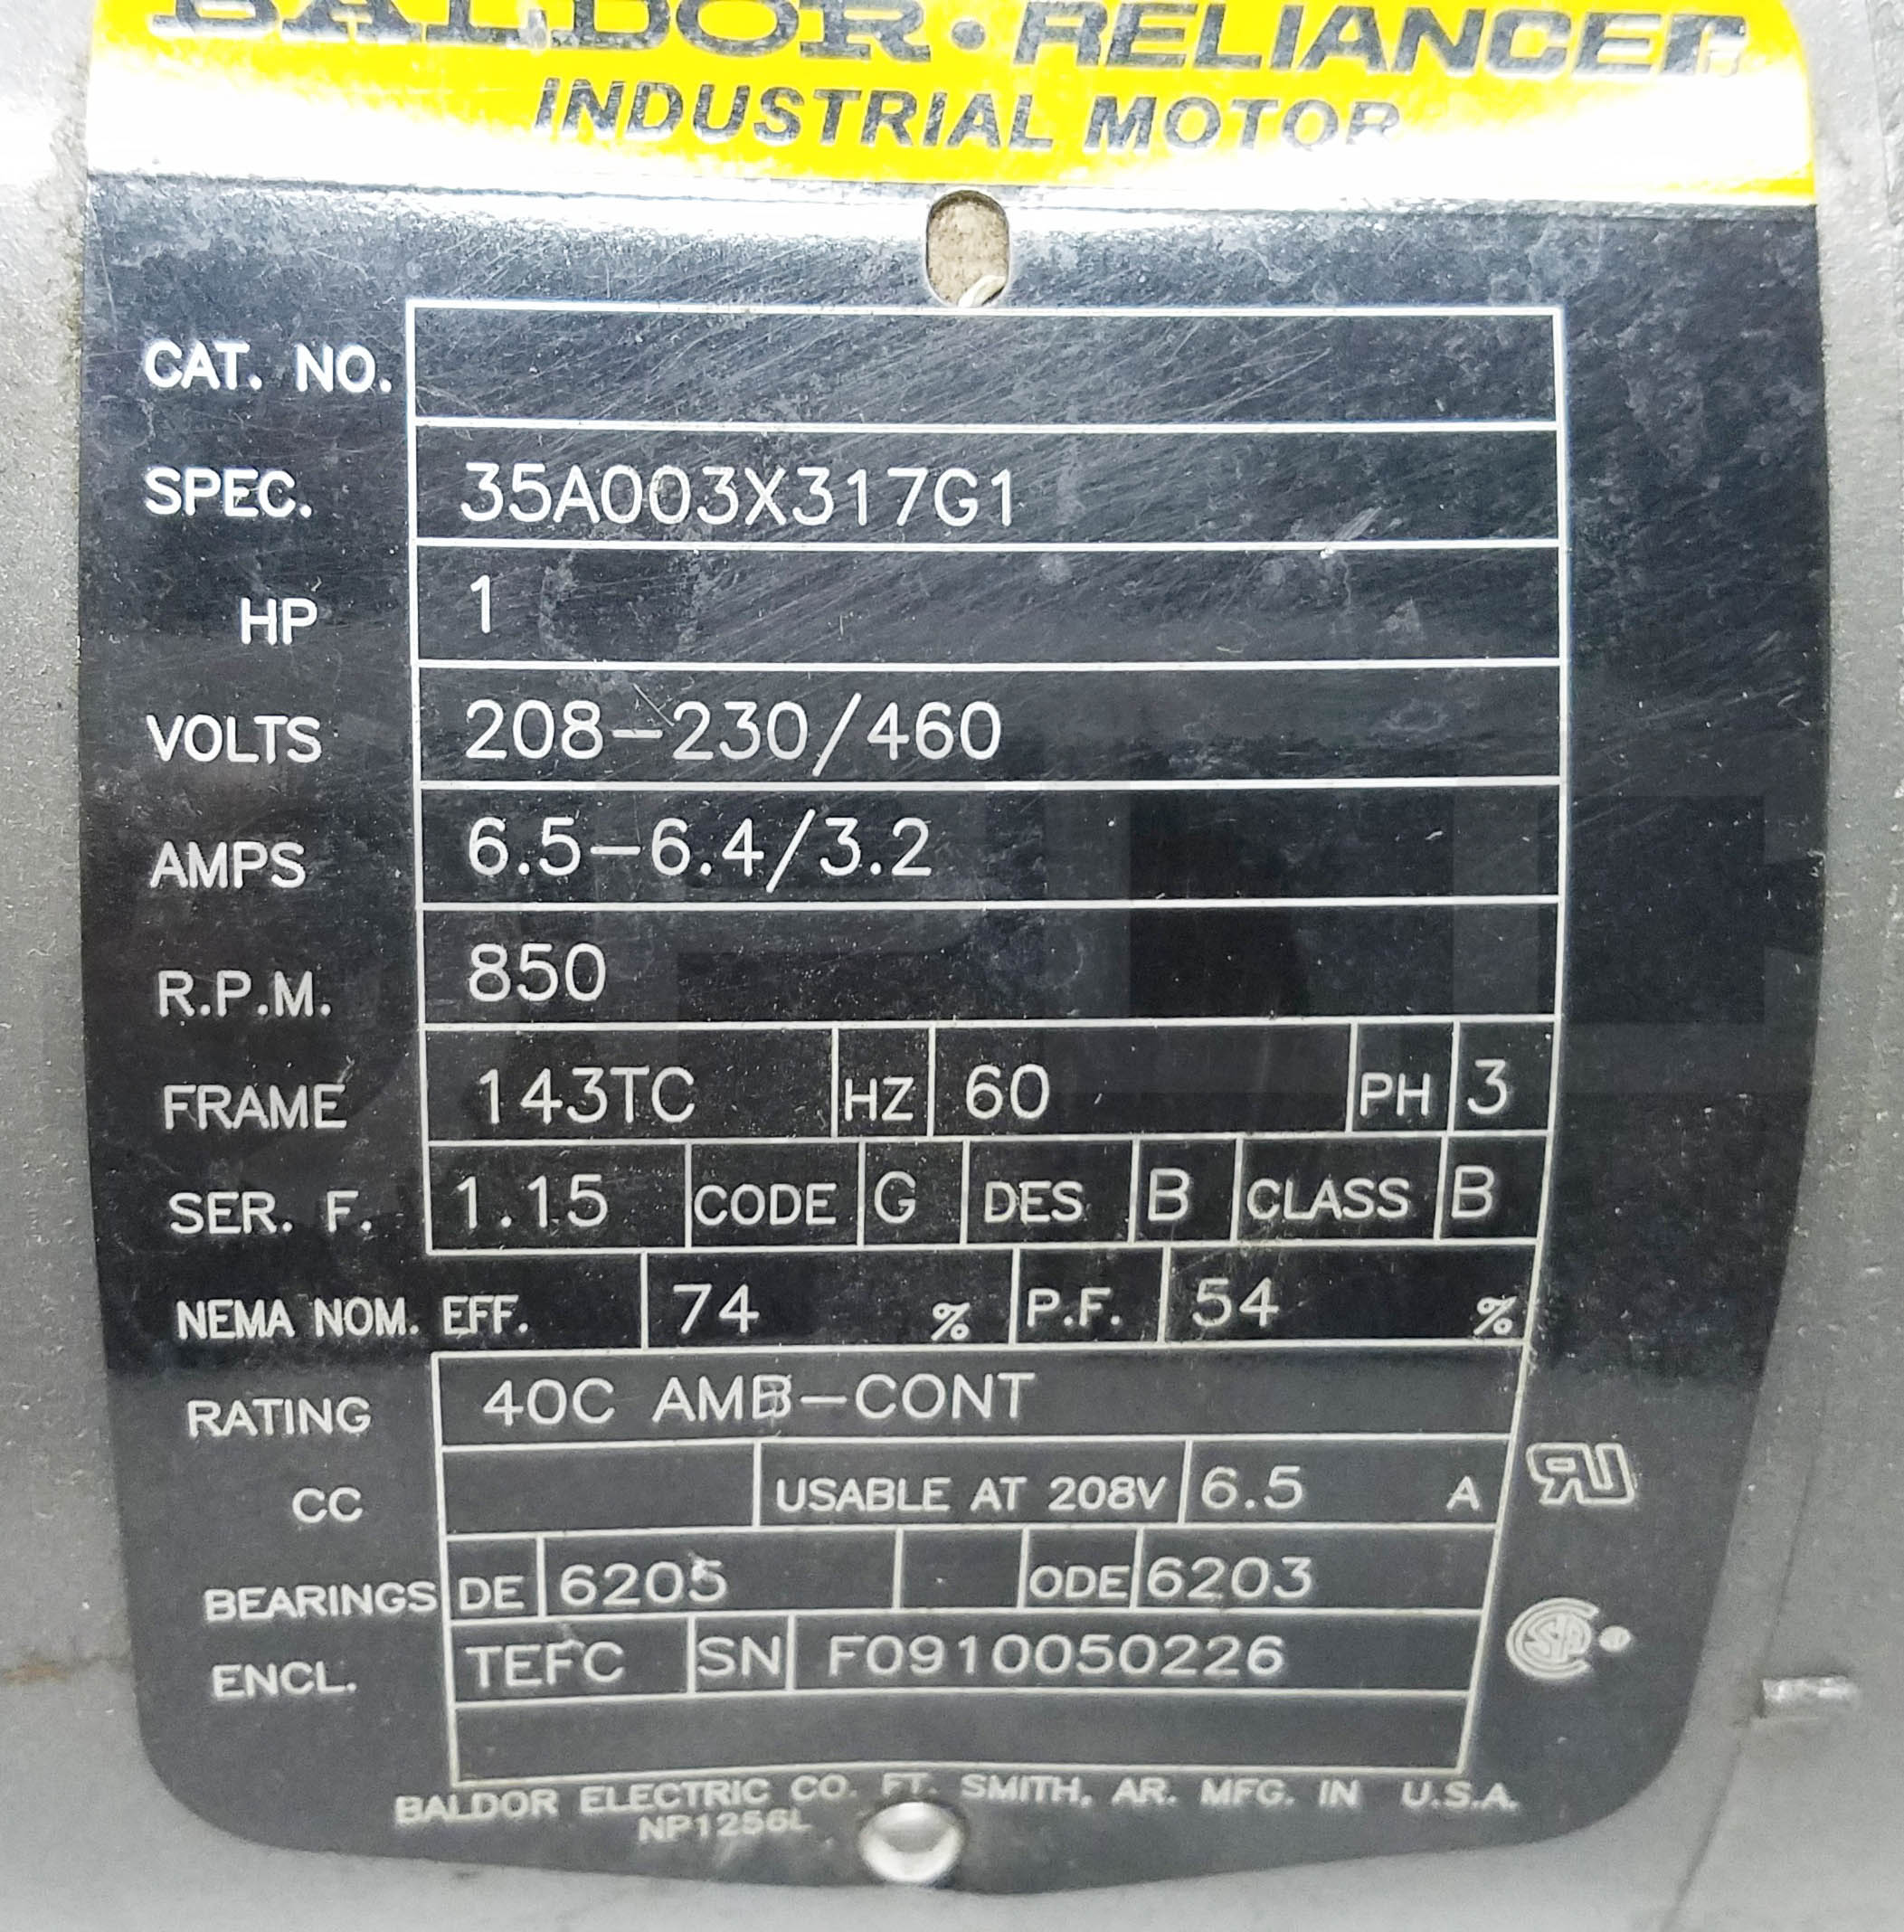 BALDOR • RELIANCER
INDUSTRIAL MOTOR
CAT. NO.
SPEC. 35A003X317G1
HP 1
VOLTS 208-230/460
AMPS 6.5-6.4/3.2
R.P.M. 850
FRAME 143TC HZ 60 PH 3
SER. F. 1.15 CODE G DES B CLASS B
NEMA NOM. EFF. 74 % P.F. 54 %
RATING 40C AMB-CONT
CC USABLE AT 208V 6.5 A
BEARINGS DE 6205 ODE 6203
ENCL. TEFC SN F0910050226
BALDOR ELECTRIC CO. FT. SMITH, AR. MFG. IN U.S.A.
NP1256L